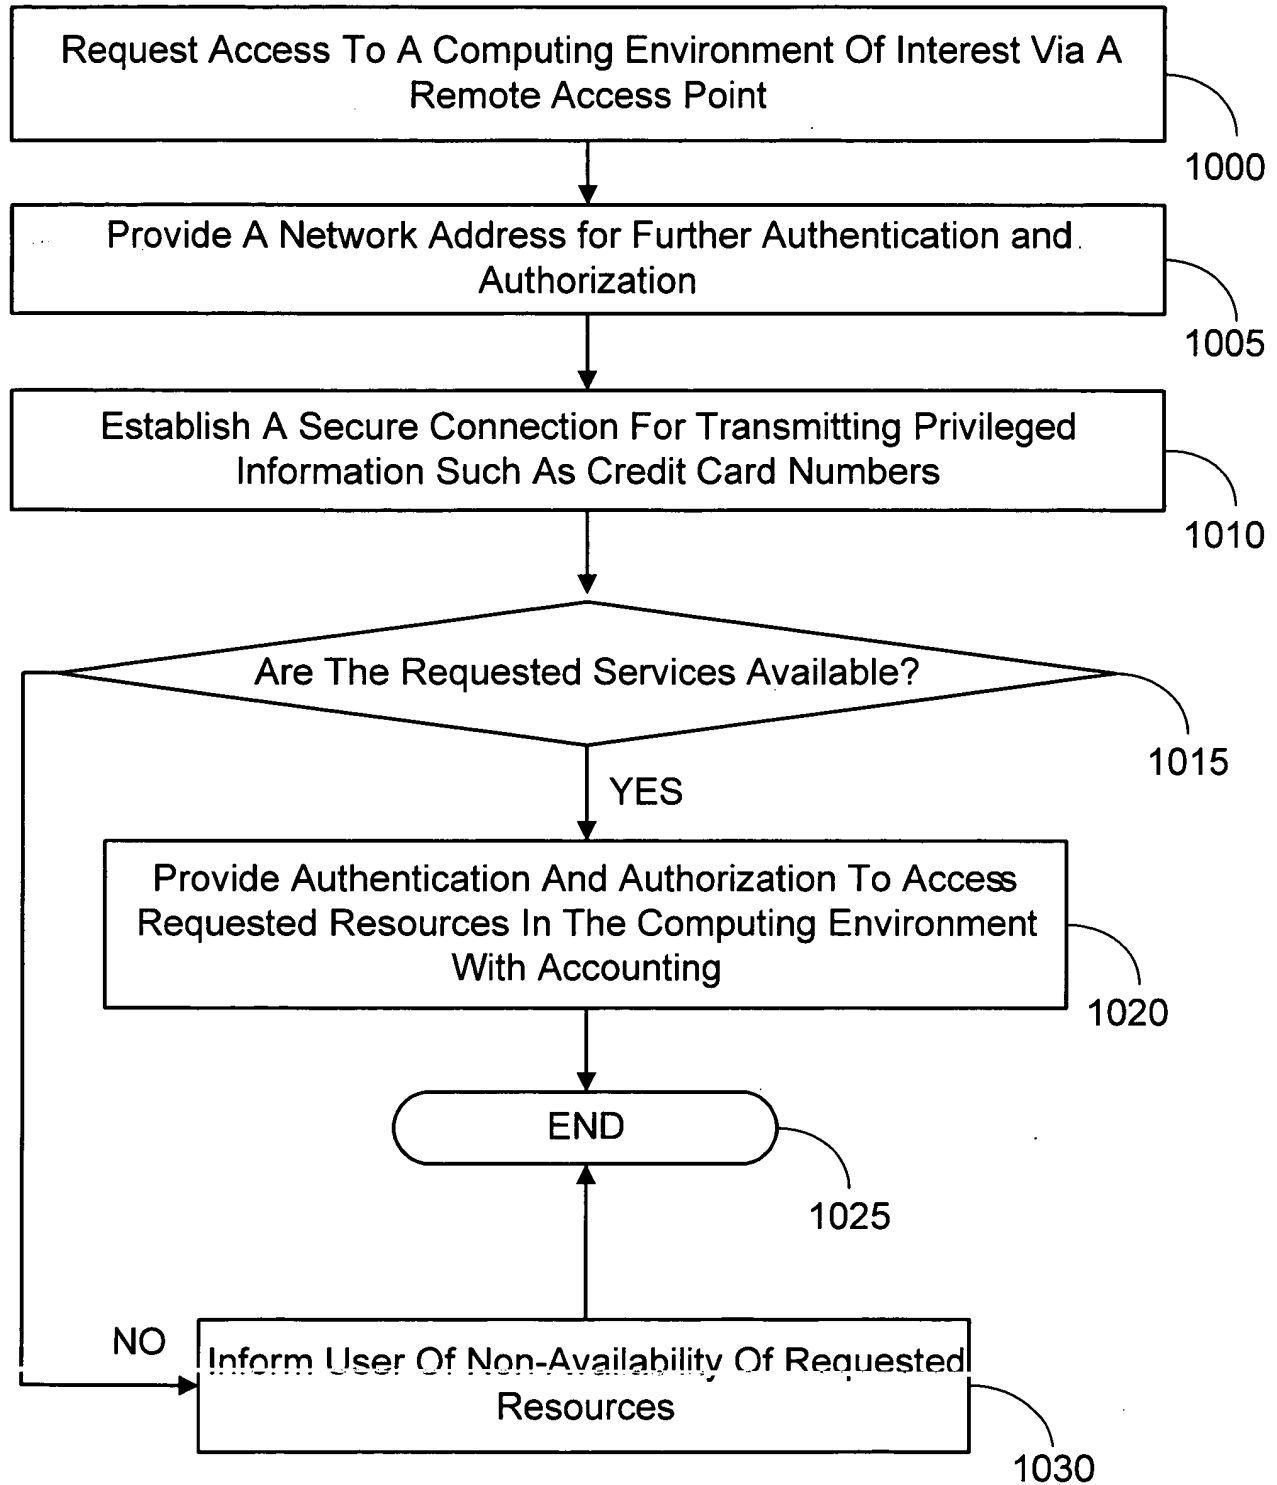 Request Access To A Computing Environment Of Interest Via A
Remote Access Point
1000
Provide A Network Address for Further Authentication and
Authorization
1005
Establish A Secure Connection For Transmitting Privileged
Information Such As Credit Card Numbers
1010
Are The Requested Services Available?
1015
YES
Provide Authentication And Authorization To Access
Requested Resources In The Computing Environment
With Accounting
1020
END
1025
NO
Inform User Of Non-Availability Of Requested
Resources
1030